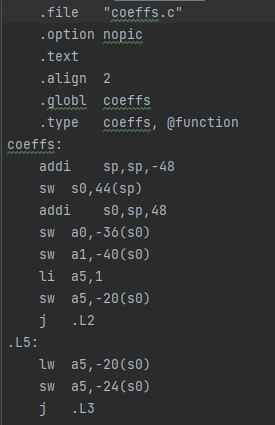 .file "coeffs.c"
.option nopic
.text
.align 2
.globl coeffs
.type coeffs, @function
coeffs:
addi sp,sp,-48
sw s0,44(sp)
addi s0,sp,48
sw a0,-36(s0)
sw a1,-40(s0)
li a5,1
sw a5,-20(s0)
j .L2
.L5:
lw a5,-20(s0)
sw a5,-24(s0)
j .L3